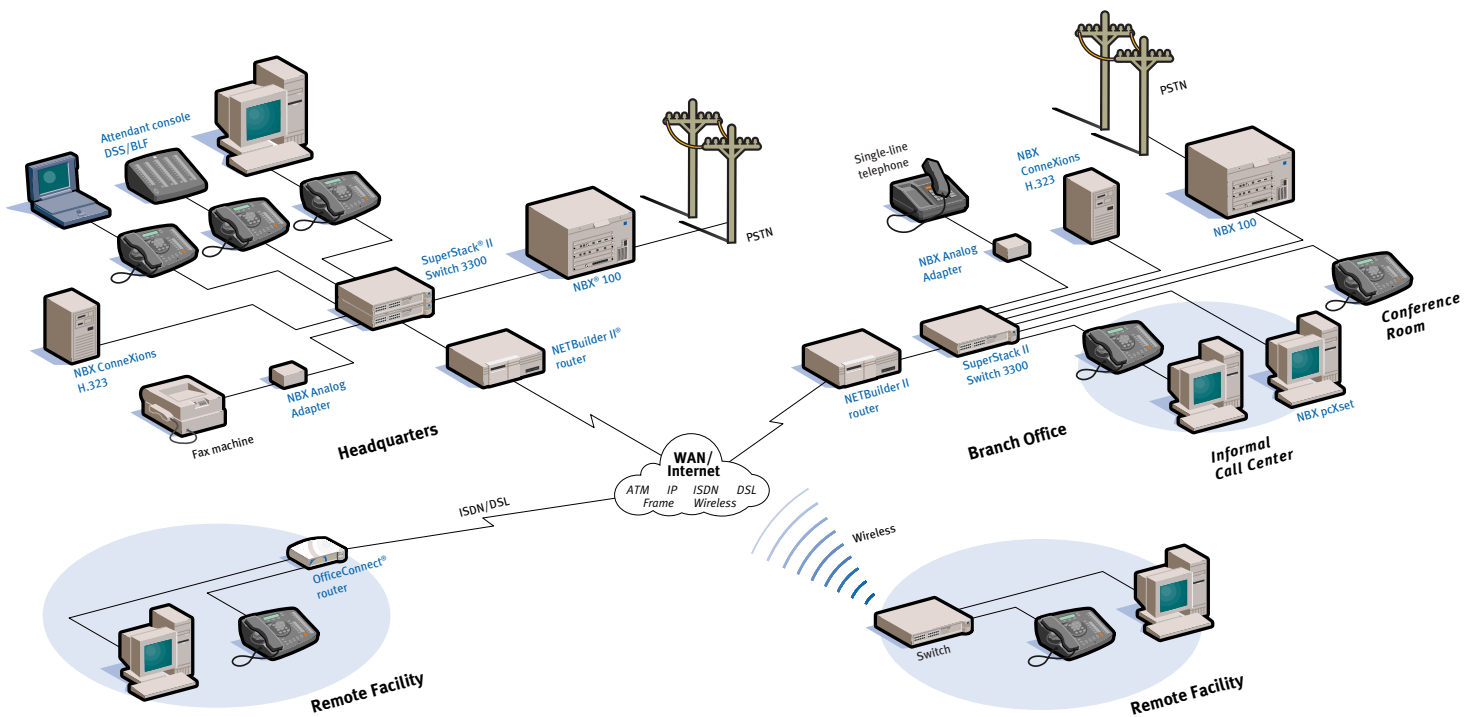 Attendant console
DSS/BLF
SuperStack® II
Switch 3300
NBX® 100
PSTN
NBX ConneXions
H.323
NBX Analog
Adapter
Fax machine
NETBuilder II®
router
Headquarters
PSTN
Single-line
telephone
NBX
ConneXions
H.323
NBX 100
NBX Analog
Adapter
Conference
Room
SuperStack II
Switch 3300
NETBuilder II
router
NBX pcXset
Branch Office
Informal
Call Center
WAN/
Internet
ATM IP ISDN DSL
Frame Wireless
ISDN/DSL
OfficeConnect®
router
Remote Facility
Wireless
Switch
Remote Facility